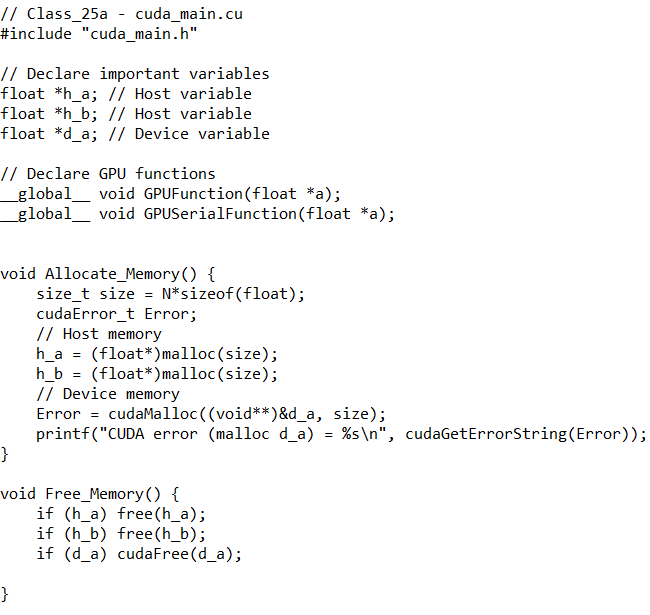 // Class_25a - cuda_main.cu
#include "cuda_main.h"
// Declare important variables
float *h_a; // Host variable
float *h_b; // Host variable
float *d_a; // Device variable
// Declare GPU functions
__global__ void GPUFunction(float *a);
__global__ void GPUSerialFunction(float *a);
void Allocate_Memory() {
    size_t size = N*sizeof(float);
    cudaError_t Error;
    // Host memory
    h_a = (float*)malloc(size);
    h_b = (float*)malloc(size);
    // Device memory
    Error = cudaMalloc((void**)&d_a, size);
    printf("CUDA error (malloc d_a) = %s\n", cudaGetErrorString(Error));
}
void Free_Memory() {
    if (h_a) free(h_a);
    if (h_b) free(h_b);
    if (d_a) cudaFree(d_a);
}